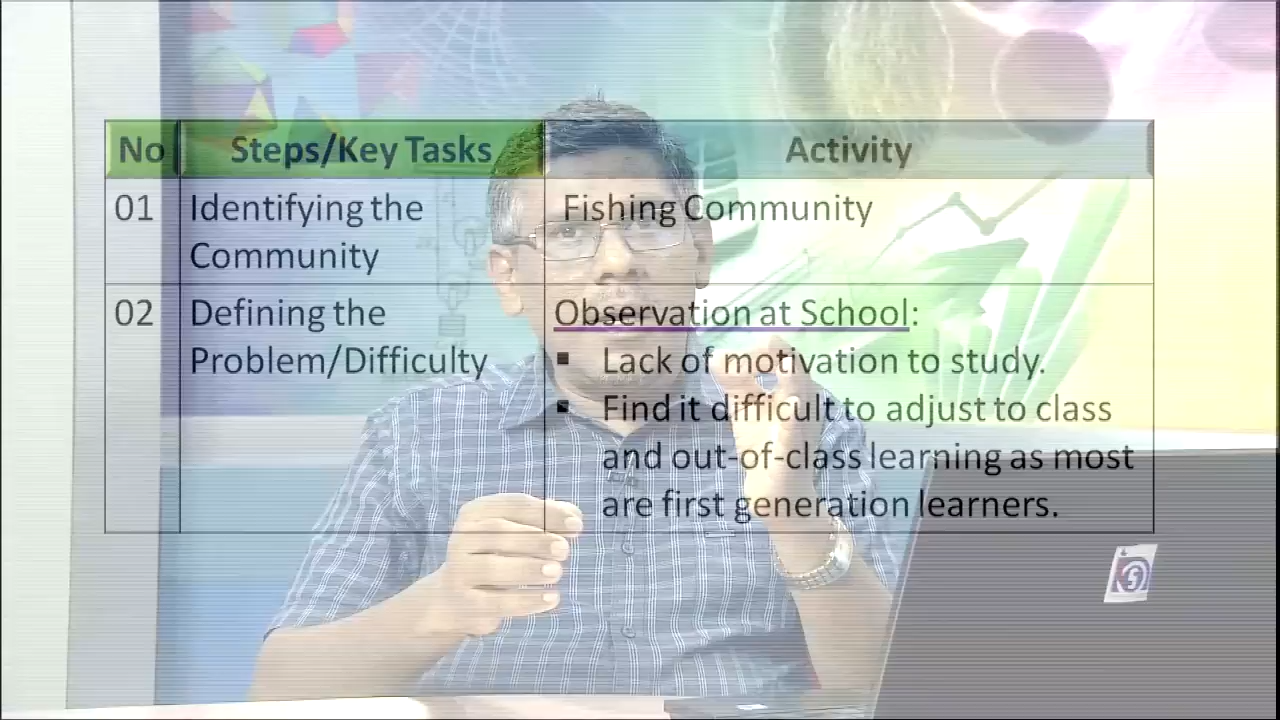 No Steps/Key Tasks Activity
01 Identifying the Community Fishing Community
02 Defining the Problem/Difficulty Observation at School:
▪ Lack of motivation to study.
▪ Find it difficult to adjust to class
and out-of-class learning as most
are first generation learners.